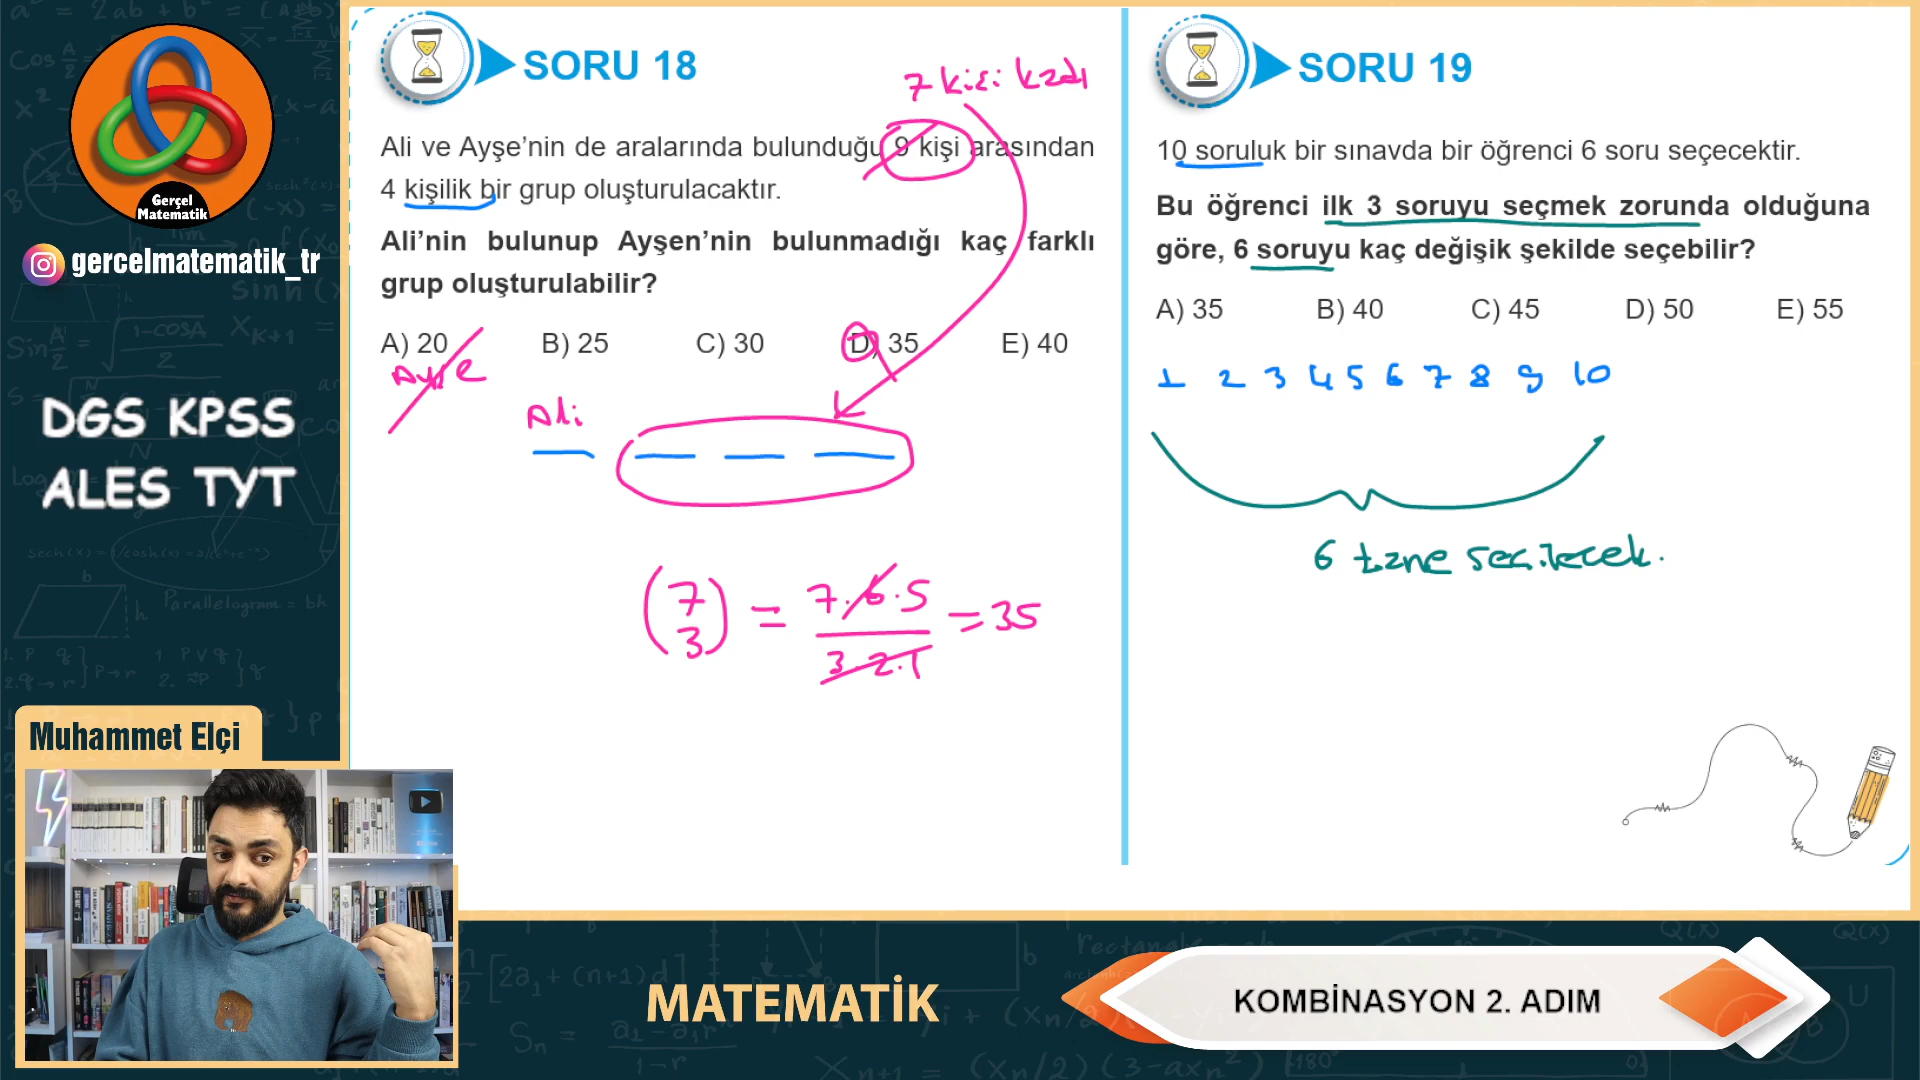 Gerçel
Matematik
gercelmatematik_tr
DGS KPSS
ALES TYT
SORU 18
7 kişi kaldı
Ali ve Ayşe’nin de aralarında bulunduğu 9 kişi arasından
4 kişilik bir grup oluşturulacaktır.
Ali’nin bulunup Ayşen’nin bulunmadığı kaç farklı
grup oluşturulabilir?
A) 20 B) 25 C) 30 D) 35 E) 40
Ayşe
Ali
(7 3) = 7.6.5 / 3.2.1 = 35
SORU 19
10 soruluk bir sınavda bir öğrenci 6 soru seçecektir.
Bu öğrenci ilk 3 soruyu seçmek zorunda olduğuna
göre, 6 soruyu kaç değişik şekilde seçebilir?
A) 35 B) 40 C) 45 D) 50 E) 55
1 2 3 4 5 6 7 8 9 10
6 tane seçilecek.
Muhammet Elçi
MATEMATİK
KOMBİNASYON 2. ADIM